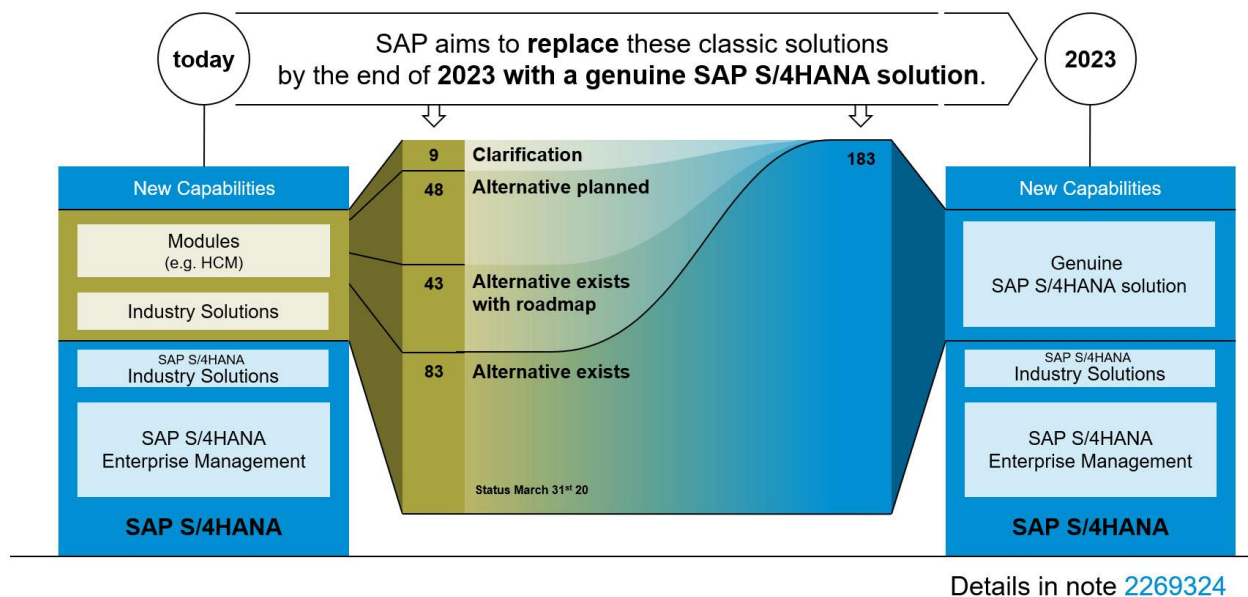 today
SAP aims to replace these classic solutions
by the end of 2023 with a genuine SAP S/4HANA solution.
2023
New Capabilities
Modules
(e.g. HCM)
Industry Solutions
SAP S/4HANA
Industry Solutions
SAP S/4HANA
Enterprise Management
SAP S/4HANA
9 Clarification
48 Alternative planned
43 Alternative exists
with roadmap
83 Alternative exists
Status March 31st 20
183
New Capabilities
Genuine
SAP S/4HANA solution
SAP S/4HANA
Industry Solutions
SAP S/4HANA
Enterprise Management
SAP S/4HANA
Details in note 2269324